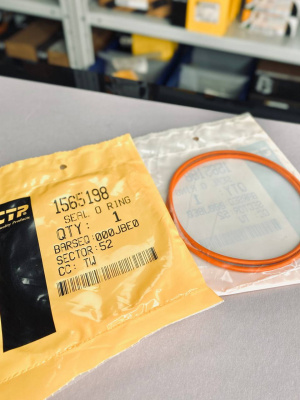 CTP
1565198
SEAL O RING
QTY: 1
BARSEQ:000JBE0
SECTOR:52
CC: TW